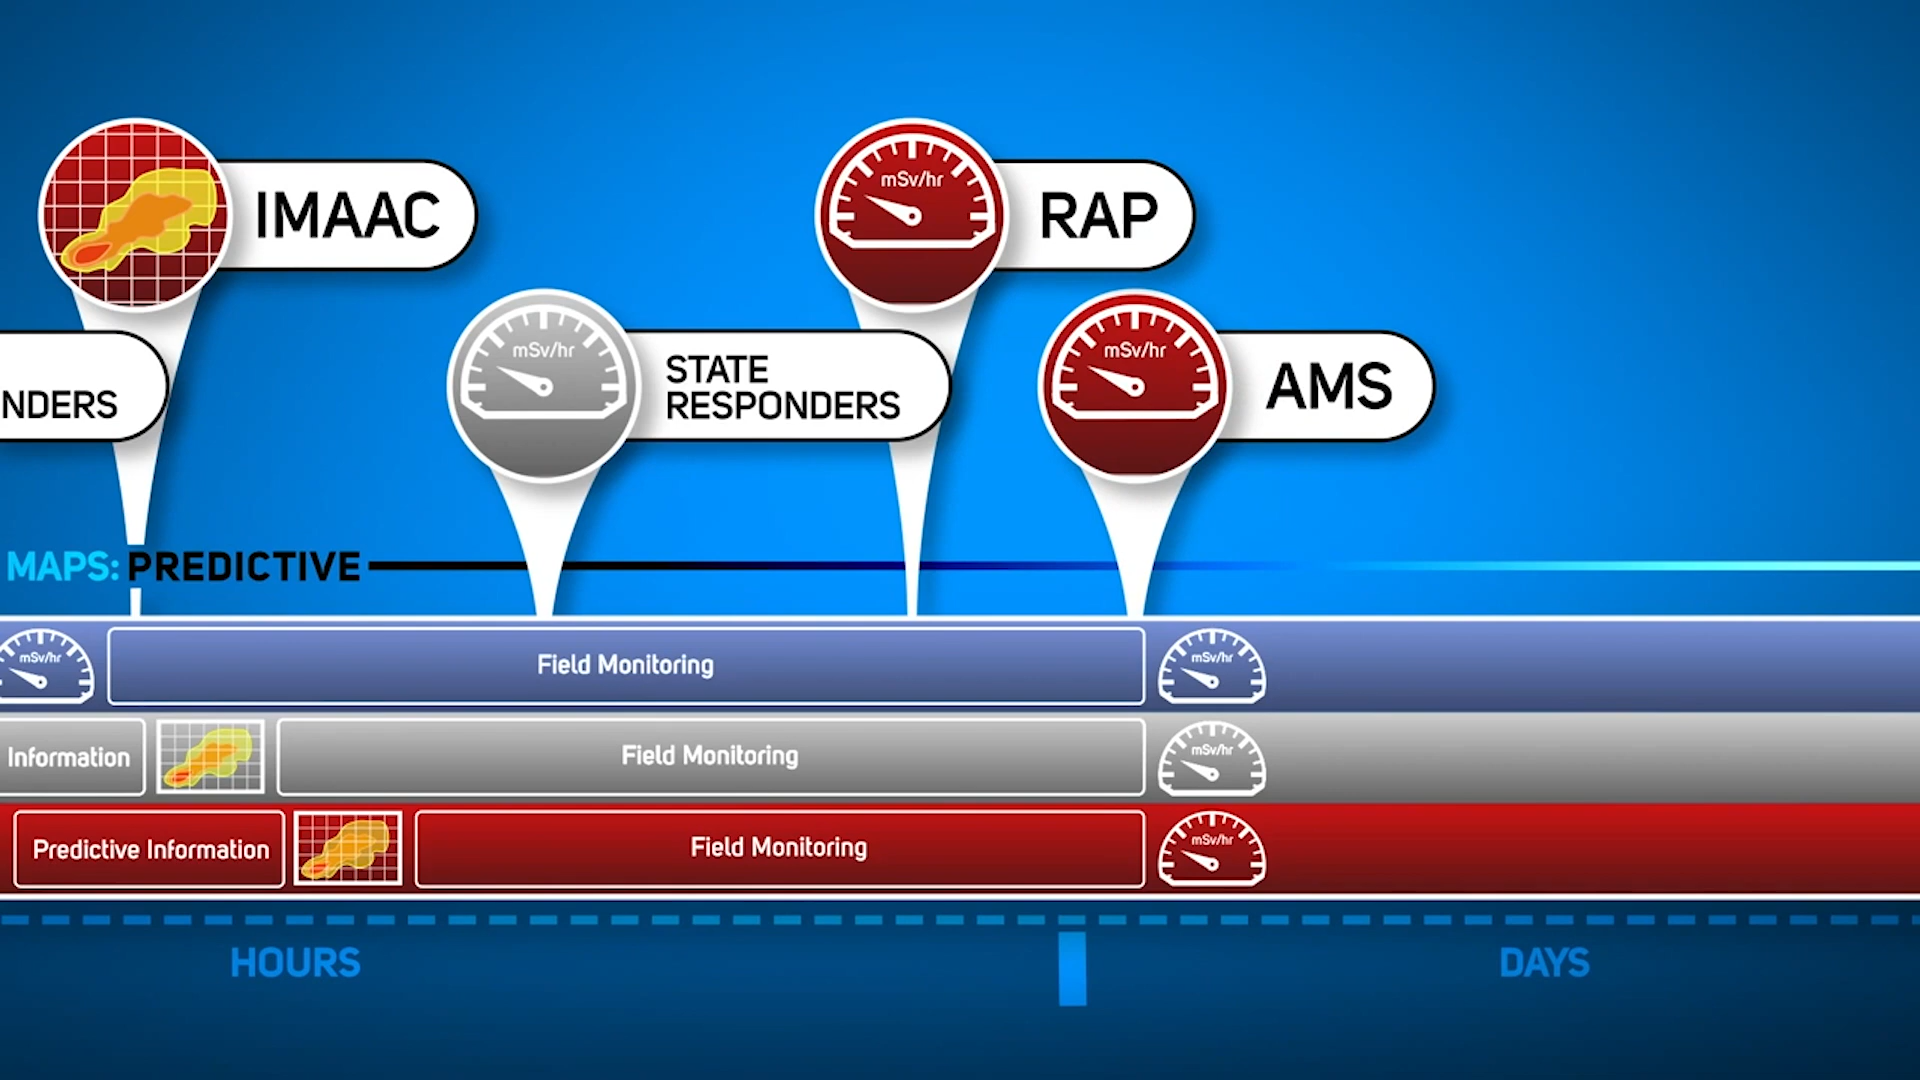 IMAAC
mSv/hr
RAP
NDERS
mSv/hr
STATE
RESPONDERS
mSv/hr
AMS
MAPS: PREDICTIVE
mSv/hr
Field Monitoring
mSv/hr
Information
Field Monitoring
mSv/hr
Predictive Information
Field Monitoring
mSv/hr
HOURS
DAYS